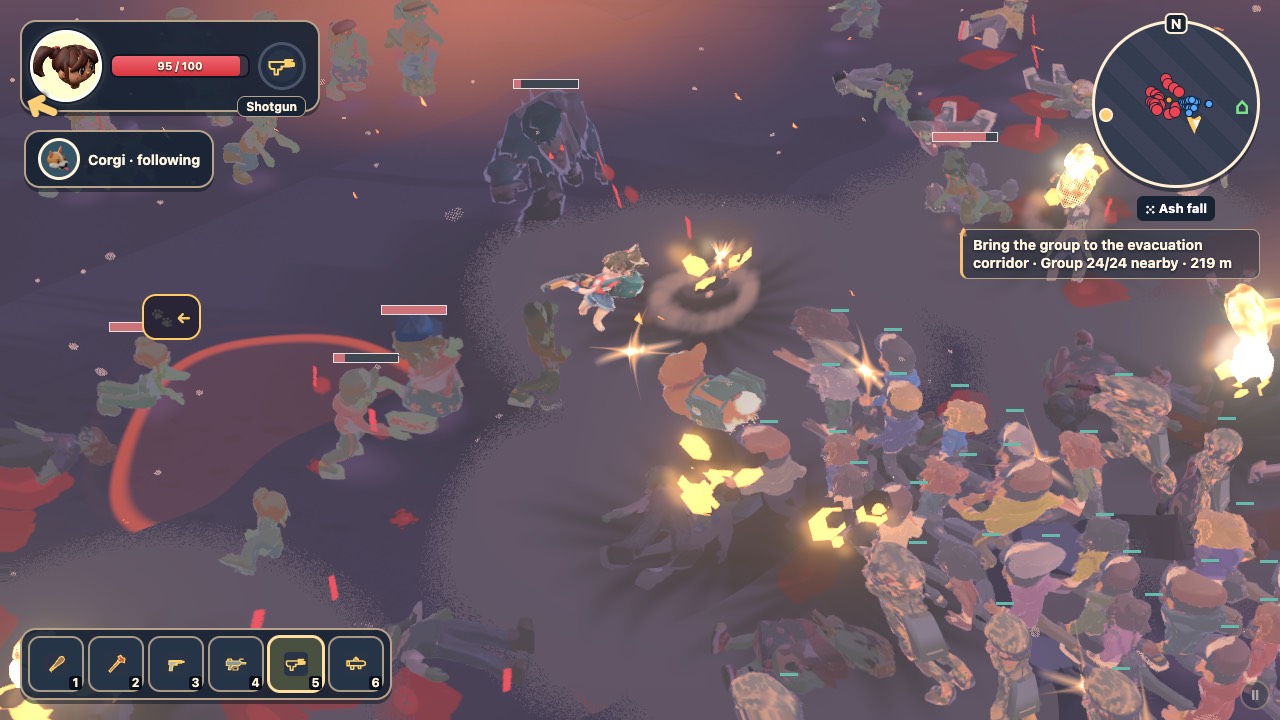 95 / 100
Shotgun
Corgi · following
N
Ash fall
Bring the group to the evacuation
corridor · Group 24/24 nearby · 219 m
1
2
3
4
5
6